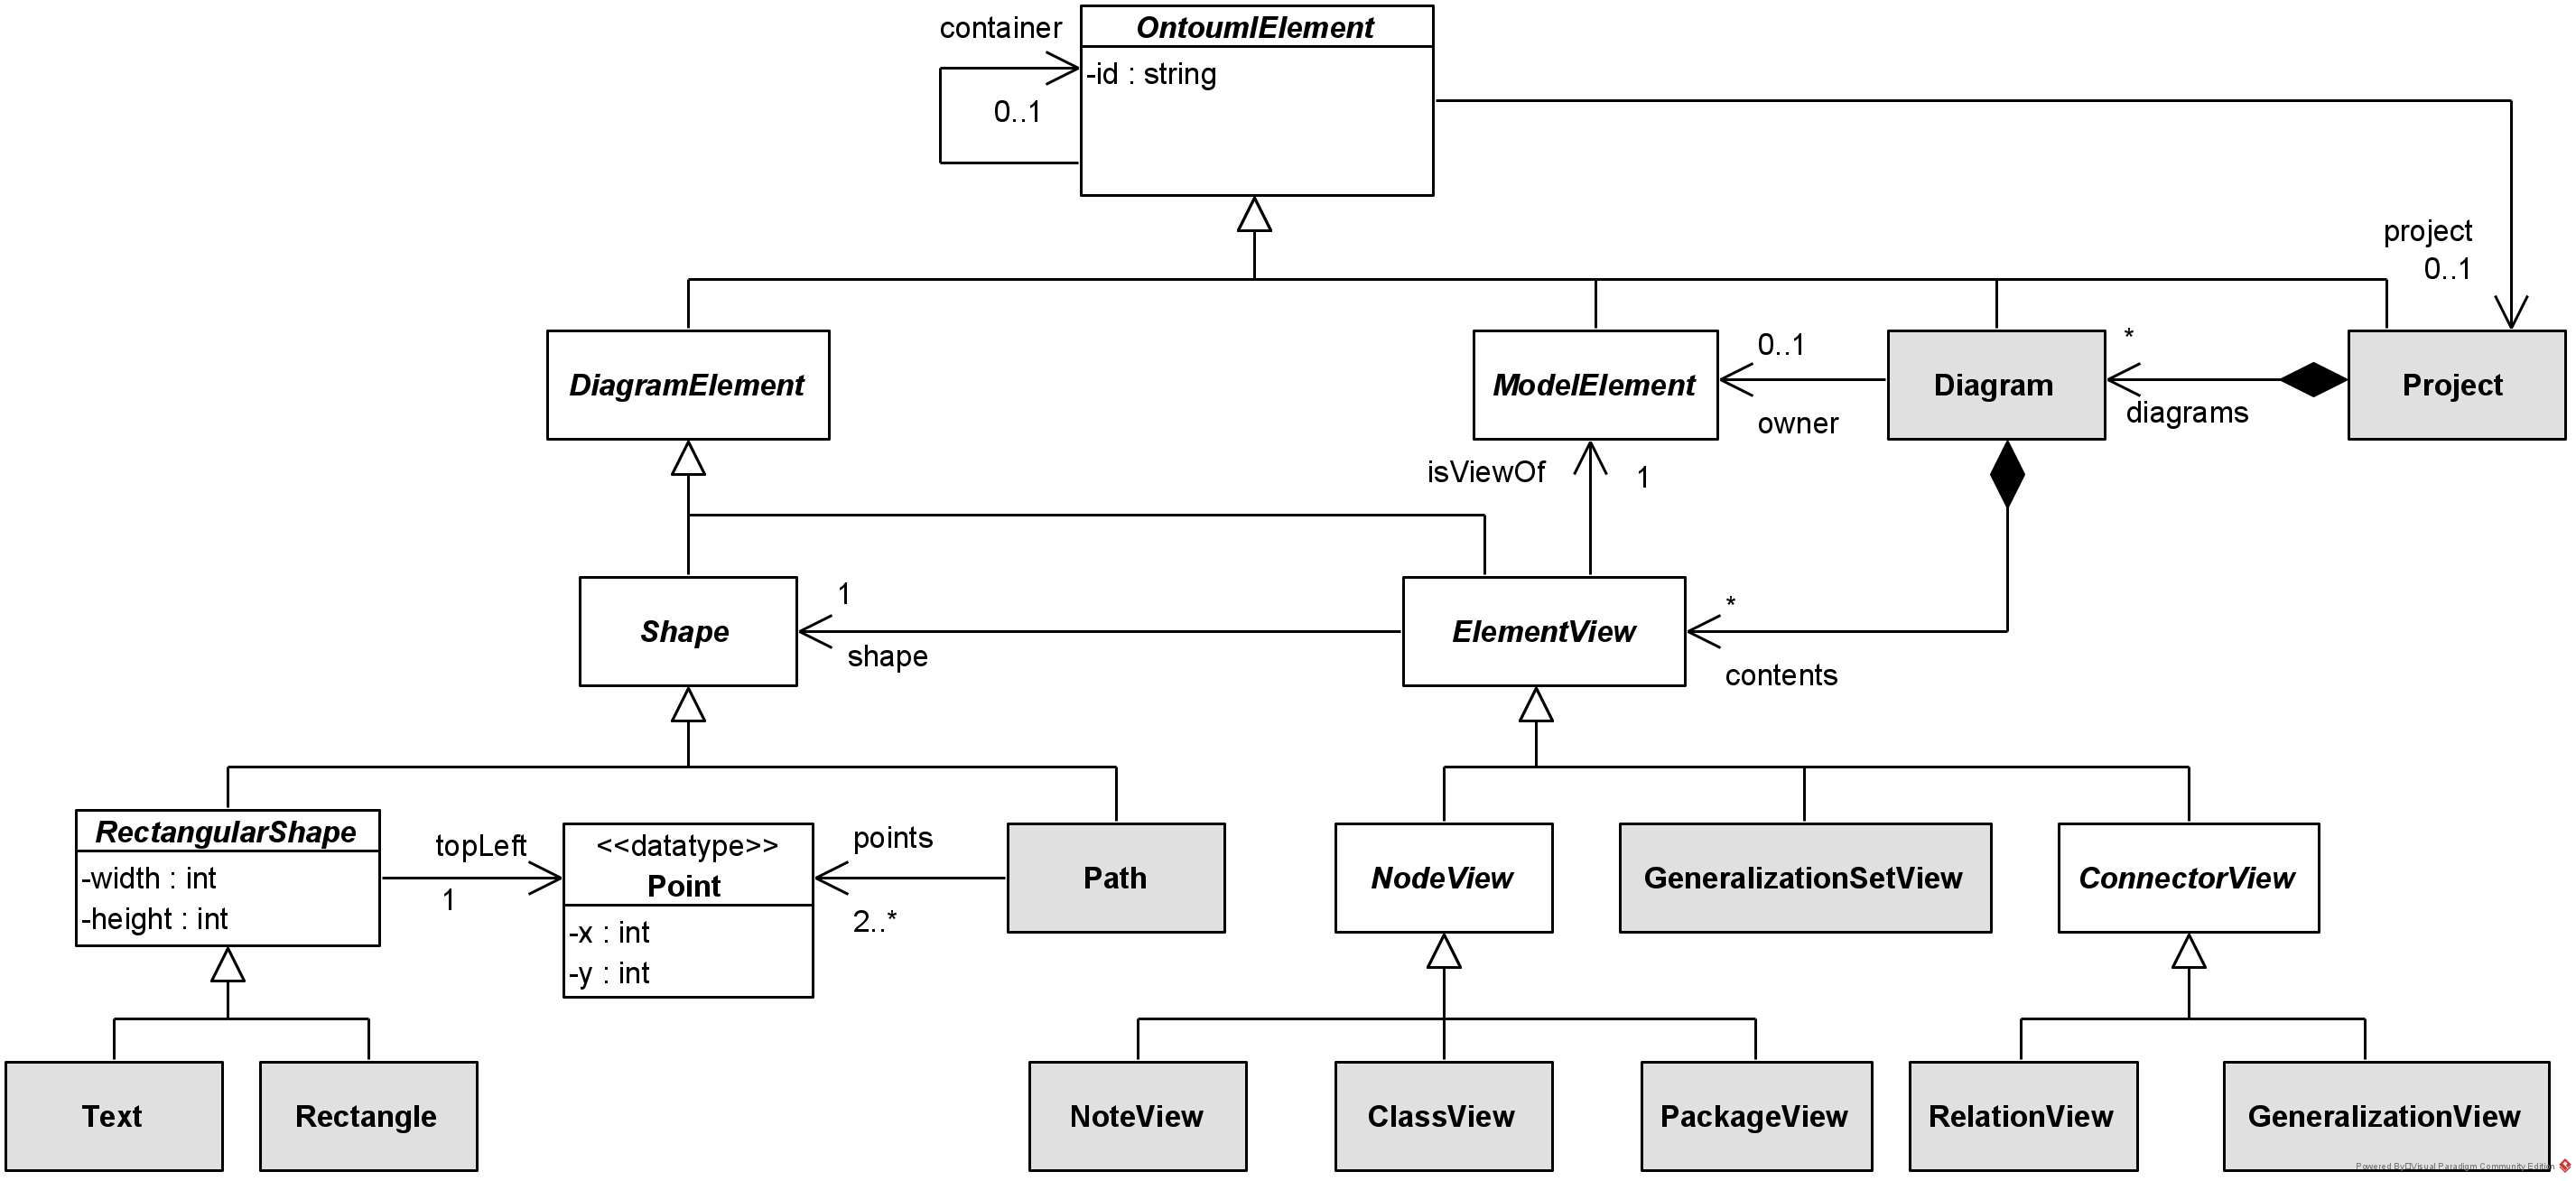 container
OntoumlElement
-id : string
0..1
project
0..1
DiagramElement
ModelElement
0..1
owner
Diagram
*
diagrams
Project
isViewOf
1
Shape
1
shape
ElementView
*
contents
RectangularShape
-width : int
-height : int
topLeft
1
<<datatype>>
Point
-x : int
-y : int
points
2..*
Path
NodeView
GeneralizationSetView
ConnectorView
Text
Rectangle
NoteView
ClassView
PackageView
RelationView
GeneralizationView
Powered By□Visual Paradigm Community Edition